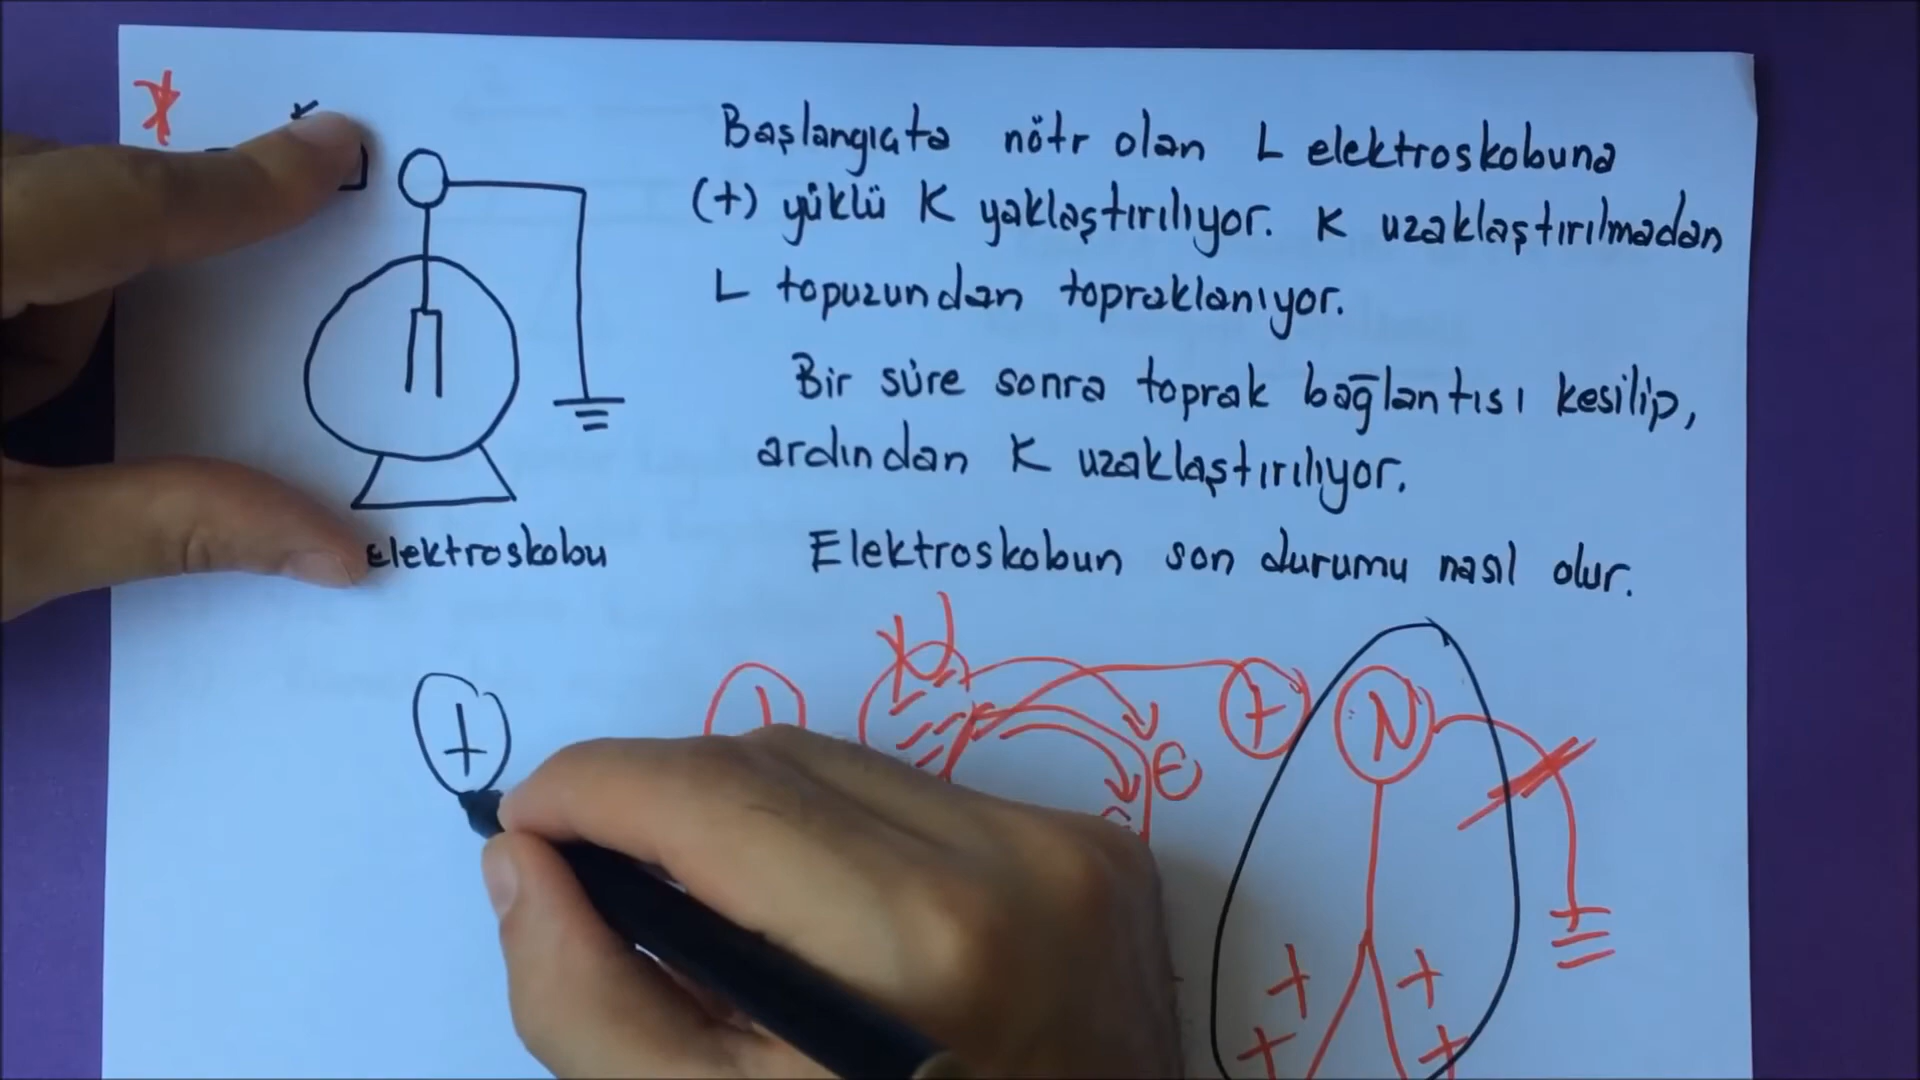 Başlangıçta nötr olan L elektroskobuna
(+) yüklü K yaklaştırılıyor. K uzaklaştırılmadan
L topuzundan topraklanıyor.
Bir süre sonra toprak bağlantısı kesilip,
ardından K uzaklaştırılıyor.
elektroskobu
Elektroskobun son durumu nasıl olur.
+
+ N
+ +
+ +